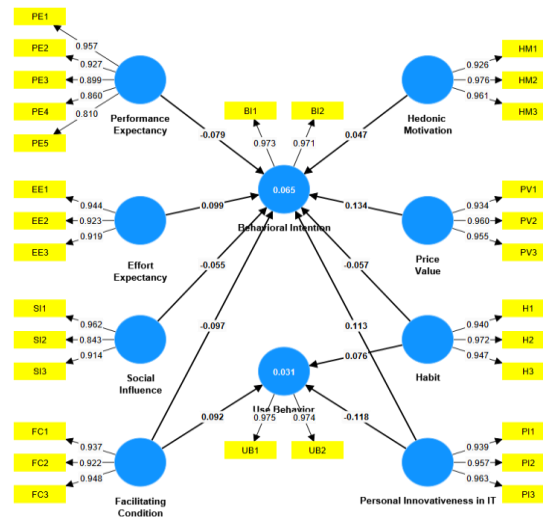 PE1
PE2
PE3
PE4
PE5
0.957
0.927
0.899
0.860
0.810
Performance
Expectancy
HM1
HM2
HM3
0.926
0.976
0.961
Hedonic
Motivation
BI1
BI2
0.973
0.971
-0.079
0.047
0.065
Behavioral Intention
EE1
EE2
EE3
0.944
0.923
0.919
Effort
Expectancy
0.099
0.134
PV1
PV2
PV3
0.934
0.960
0.955
Price
Value
-0.055
-0.057
-0.097
0.113
SI1
SI2
SI3
0.962
0.843
0.914
Social
Influence
H1
H2
H3
0.940
0.972
0.947
Habit
0.076
0.031
Use Behavior
0.975
0.974
UB1
UB2
0.092
-0.118
FC1
FC2
FC3
0.937
0.922
0.948
Facilitating
Condition
PI1
PI2
PI3
0.939
0.957
0.963
Personal Innovativeness in IT